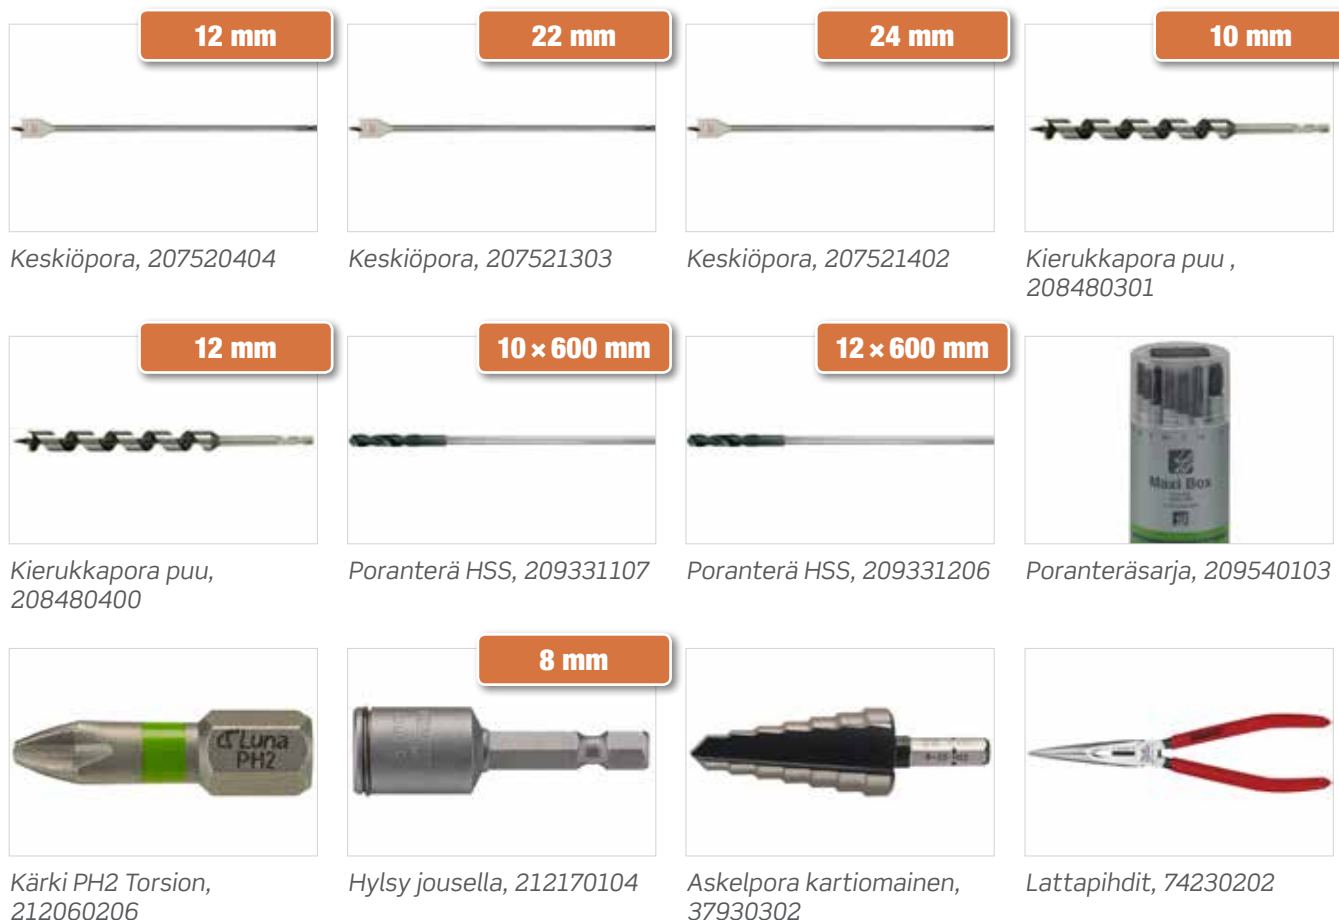 12 mm
22 mm
24 mm
10 mm
Keskiöpora, 207520404
Keskiöpora, 207521303
Keskiöpora, 207521402
Kierukkapora puu ,
208480301
12 mm
10 × 600 mm
12 × 600 mm
Maxi Box
Kierukkapora puu,
208480400
Poranterä HSS, 209331107
Poranterä HSS, 209331206
Poranteräsarja, 209540103
8 mm
Luna
PH2
Kärki PH2 Torsion,
212060206
Hylsy jousella, 212170104
Askelpora kartiomainen,
37930302
Lattapihdit, 74230202